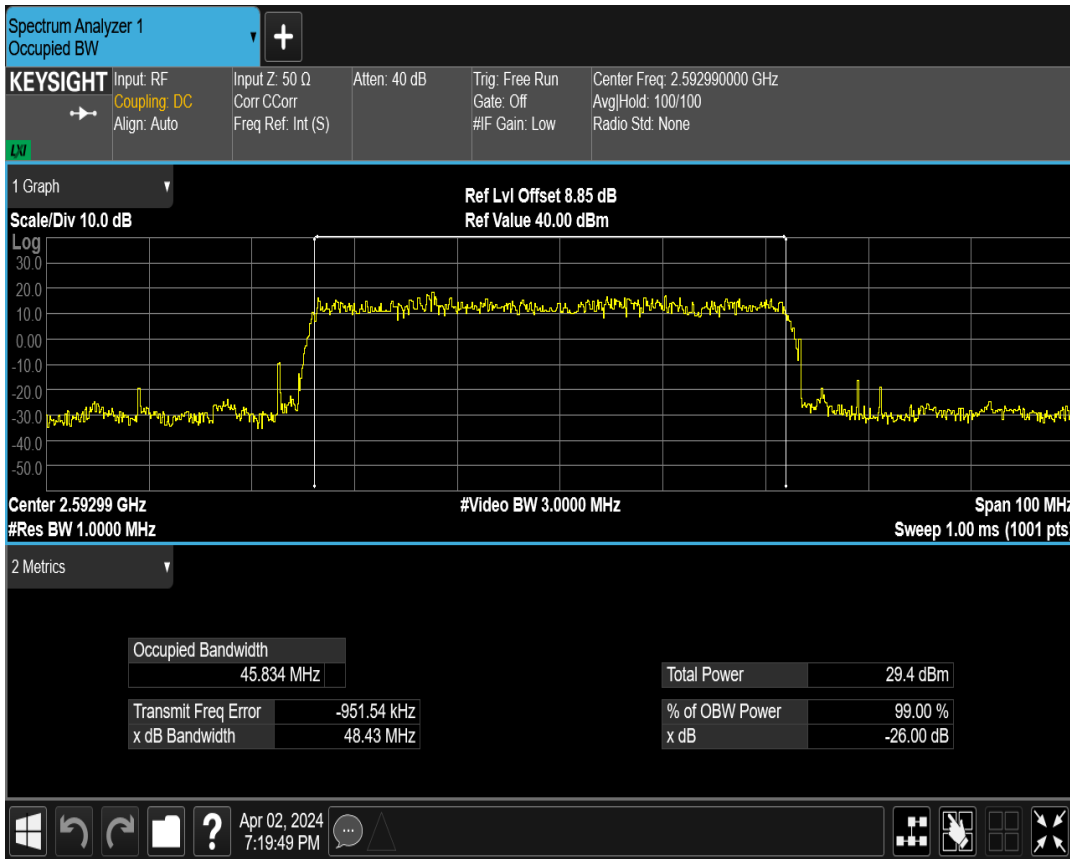 Spectrum Analyzer 1
Occupied BW
KEYSIGHT
LXI
Input: RF
Coupling: DC
Align: Auto
Input Z: 50 Ω
Corr CCorr
Freq Ref: Int (S)
Atten: 40 dB
Trig: Free Run
Gate: Off
#IF Gain: Low
Center Freq: 2.592990000 GHz
Avg|Hold: 100/100
Radio Std: None
1 Graph
Ref Lvl Offset 8.85 dB
Scale/Div 10.0 dB
Ref Value 40.00 dBm
Log
30.0
20.0
10.0
0.00
-10.0
-20.0
-30.0
-40.0
-50.0
Center 2.59299 GHz
#Video BW 3.0000 MHz
Span 100 MHz
#Res BW 1.0000 MHz
Sweep 1.00 ms (1001 pts)
2 Metrics
Occupied Bandwidth
45.834 MHz
Total Power 29.4 dBm
Transmit Freq Error -951.54 kHz
% of OBW Power 99.00 %
x dB Bandwidth 48.43 MHz
x dB -26.00 dB
?
Apr 02, 2024
7:19:49 PM